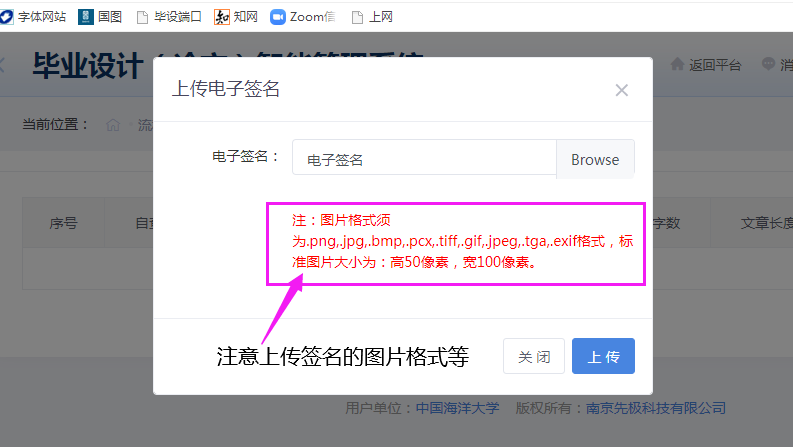 字体网站 国图 毕设端口 知网 Zoom信 上网
毕业设计（论文）智能管理系统 返回平台 消
上传电子签名
当前位置： 流
电子签名： 电子签名 Browse
序号 自 字数 文章长度
注：图片格式须
为.png,.jpg,.bmp,.pcx,.tiff,.gif,.jpeg,.tga,.exif格式，标
准图片大小为：高50像素，宽100像素。
注意上传签名的图片格式等 关 闭 上 传
用户单位：中国海洋大学 版权所有：南京先极科技有限公司